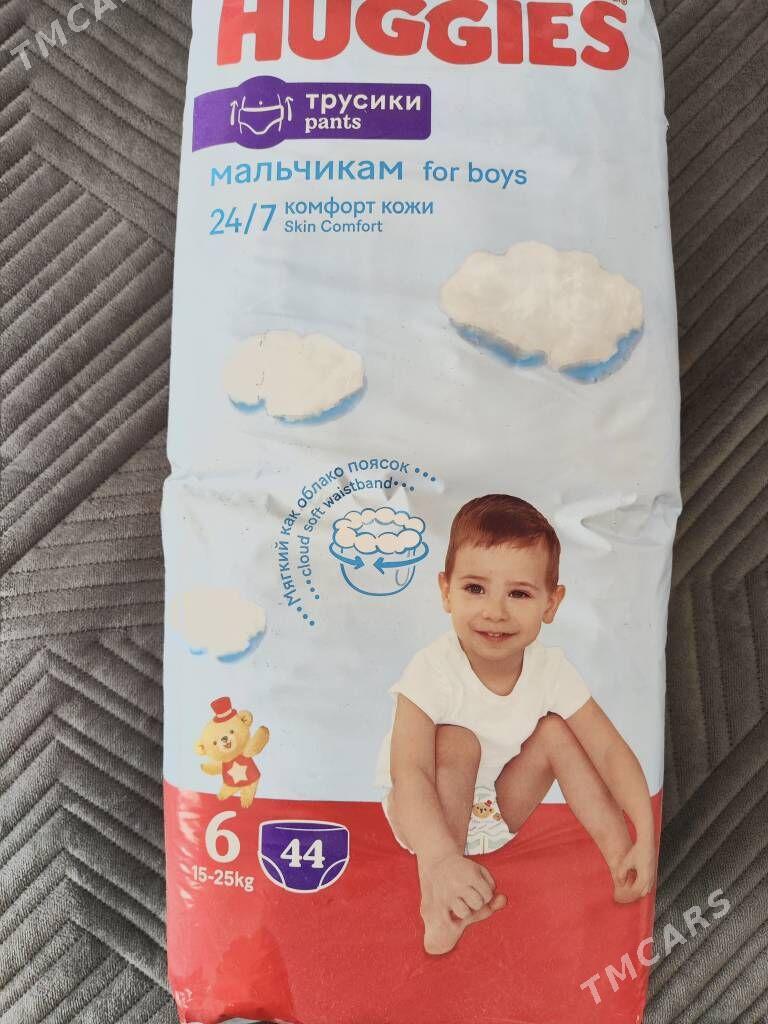 TMCARS
HUGGIES
трусики
pants
мальчикам for boys
24/7 комфорт кожи
Skin Comfort
Мягкий как облако поясок
cloud soft waistband
6
44
15-25kg
TMCARS